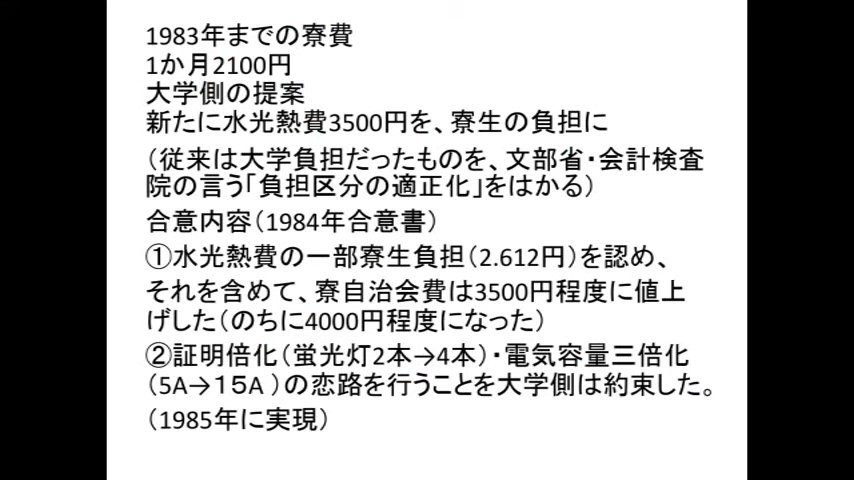 1983年までの寮費
1か月2100円
大学側の提案
新たに水光熱費3500円を、寮生の負担に
（従来は大学負担だったものを、文部省・会計検査
院の言う「負担区分の適正化」をはかる）
合意内容（1984年合意書）
①水光熱費の一部寮生負担（2.612円）を認め、
それを含めて、寮自治会費は3500円程度に値上
げした（のちに4000円程度になった）
②証明倍化（蛍光灯2本→4本）・電気容量三倍化
（5A→１５A ）の恋路を行うことを大学側は約束した。
（1985年に実現）